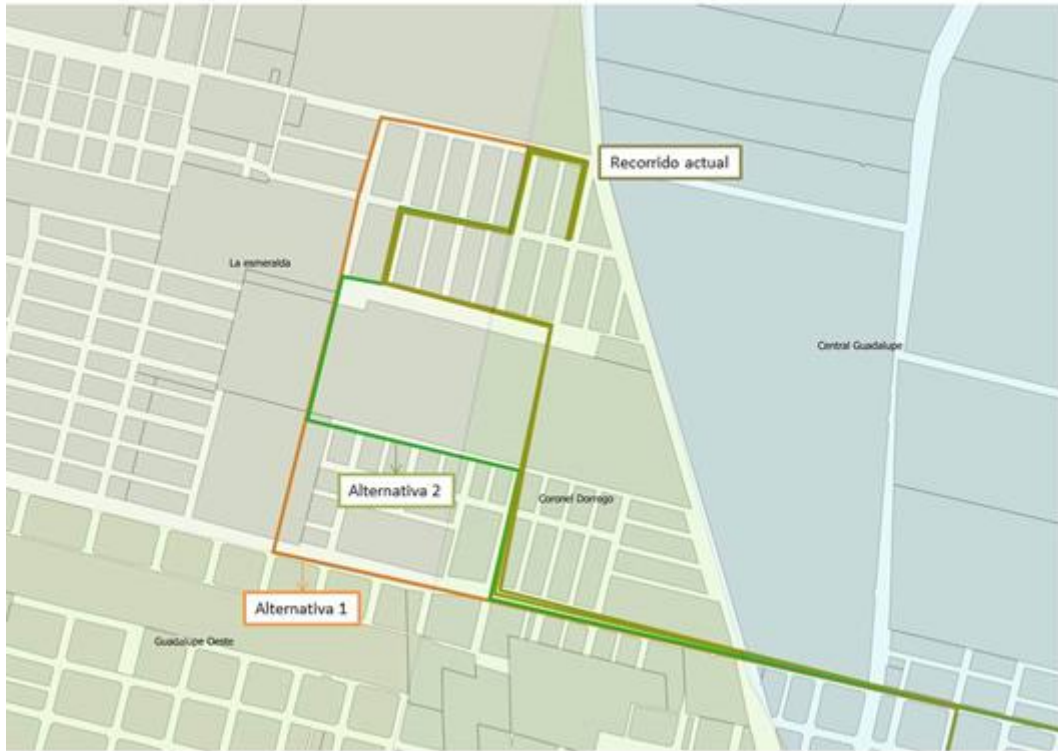 Recorrido actual
La esmeralda
Central Guadalupe
Alternativa 2
Coronel Dorrego
Alternativa 1
Guadalupe Oeste